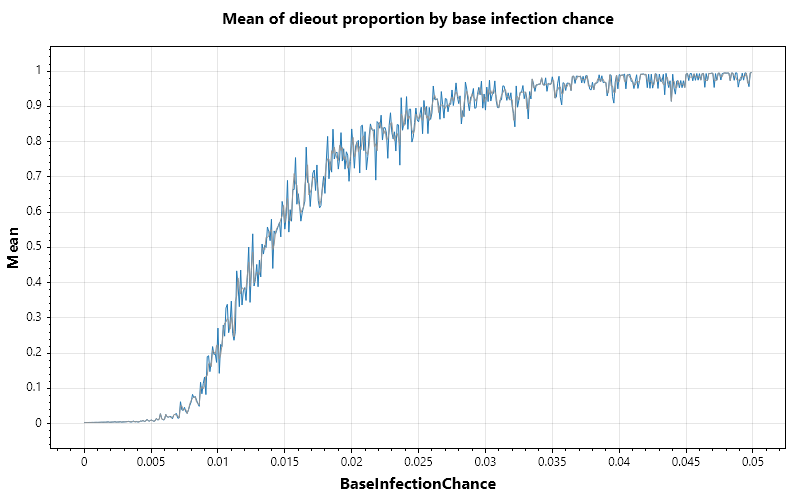 Mean of dieout proportion by base infection chance
1
0.9
0.8
0.7
0.6
0.5
0.4
0.3
0.2
0.1
0
Mean
0 0.005 0.01 0.015 0.02 0.025 0.03 0.035 0.04 0.045 0.05
BaseInfectionChance